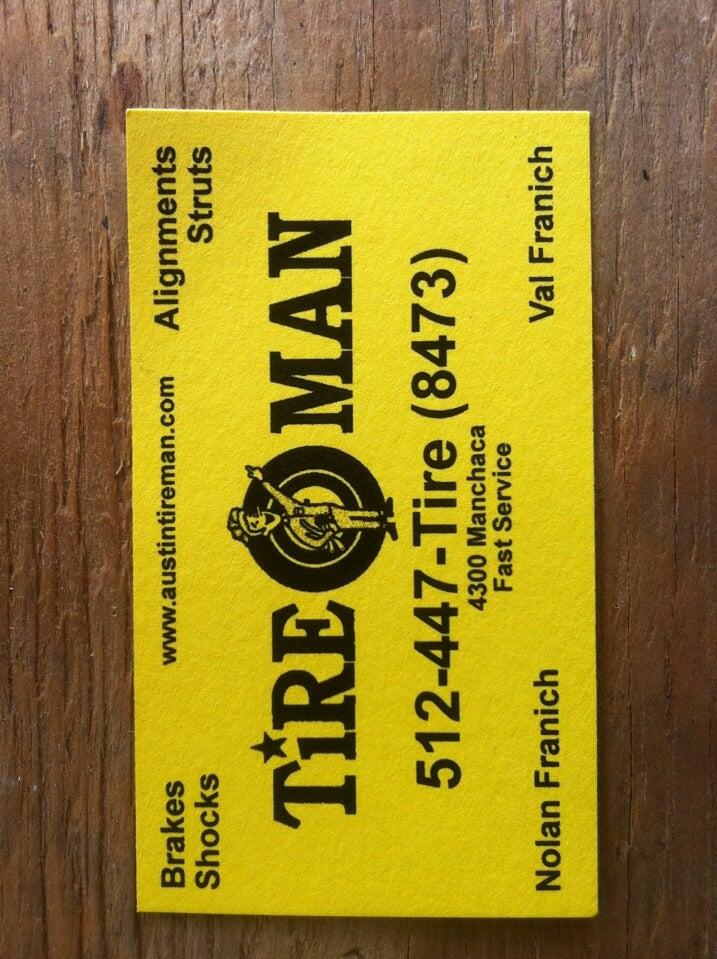 Brakes www.austintireman.com Alignments
Shocks Struts
TiRE MAN
512-447-Tire (8473)
4300 Manchaca
Fast Service
Nolan Franich Val Franich